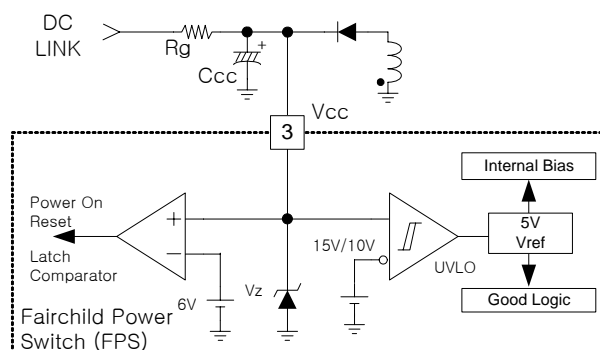 DC
LINK
Rg
Ccc
+
Vcc
3
Internal Bias
Power On
Reset
Latch
Comparator
+
−
6V
Vz
15V/10V
UVLO
5V
Vref
Good Logic
Fairchild Power
Switch (FPS)